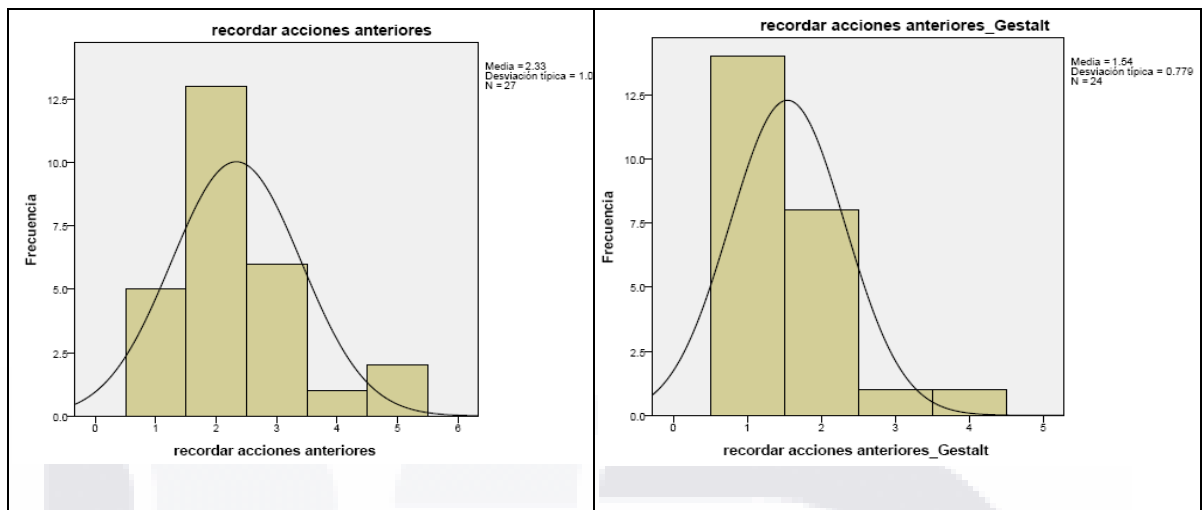 recordar acciones anteriores
Media = 2.33
Desviación típica = 1.0
N = 27
Frecuencia
12.5
10.0
7.5
5.0
2.5
0.0
0 1 2 3 4 5 6
recordar acciones anteriores
recordar acciones anteriores_Gestalt
Media = 1.54
Desviación típica = 0.779
N = 24
Frecuencia
12.5
10.0
7.5
5.0
2.5
0.0
0 1 2 3 4 5
recordar acciones anteriores_Gestalt